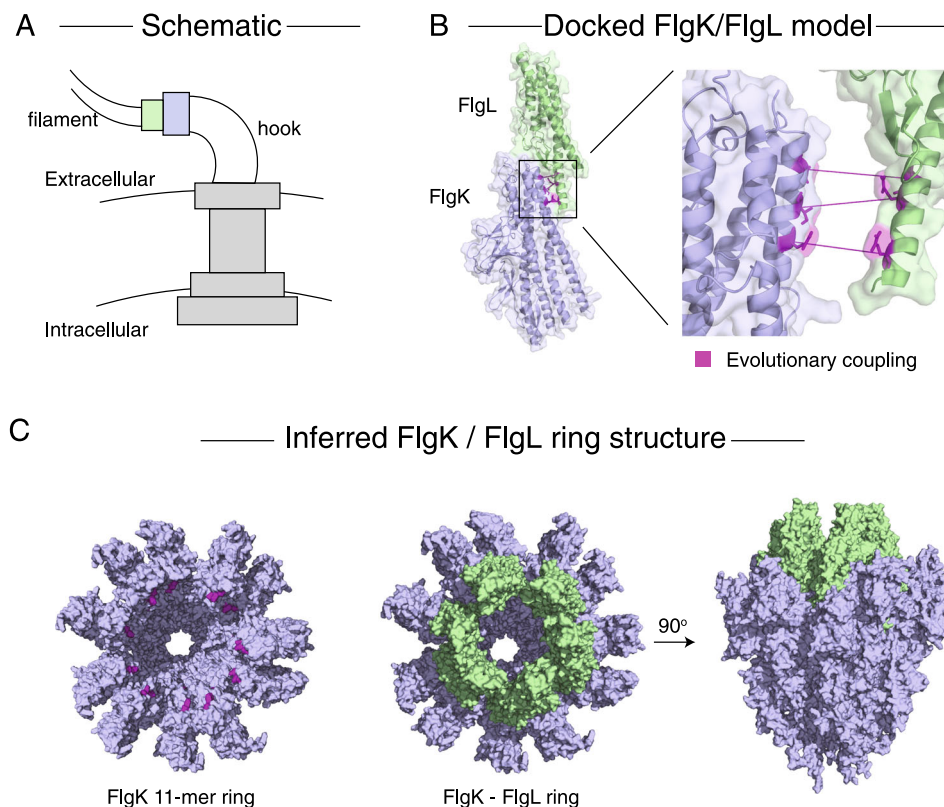 A
Schematic
filament
hook
Extracellular
Intracellular
B
Docked FlgK/FlgL model
FlgL
FlgK
Evolutionary coupling
C
Inferred FlgK / FlgL ring structure
90º
FlgK 11-mer ring
FlgK - FlgL ring